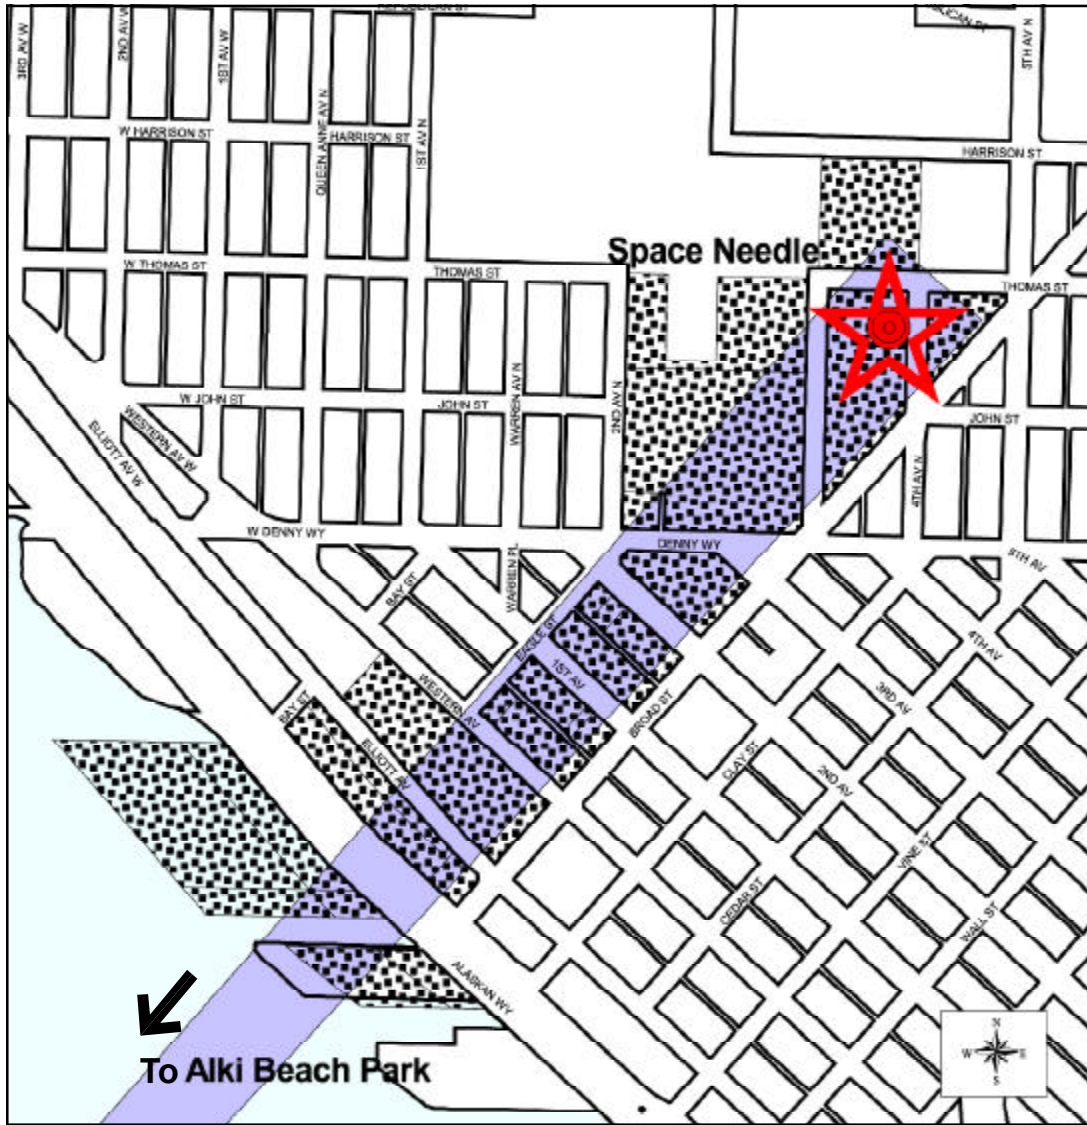 3RD AV W
2ND AV W
1ST AV W
5TH AV N
W HARRISON ST
QUEEN ANNE AV N
HARRISON ST
1ST AV N
HARRISON ST
Space Needle
W THOMAS ST
THOMAS ST
THOMAS ST
W JOHN ST
JOHN ST
WARREN AV N
2ND AV N
JOHN ST
WESTERN AV W
ELLIOTT AV W
4TH AV N
W DENNY WY
DENNY WY
5TH AV
BAY ST
WARREN PL
EAGLE ST
4TH AV
1ST AV
WESTERN AV
3RD AV
BAY ST
BROAD ST
ELLIOTT AV
CLAY ST
2ND AV
VINE ST
CEDAR ST
WALL ST
ALASKAN WY
To Alki Beach Park
N
W E
S